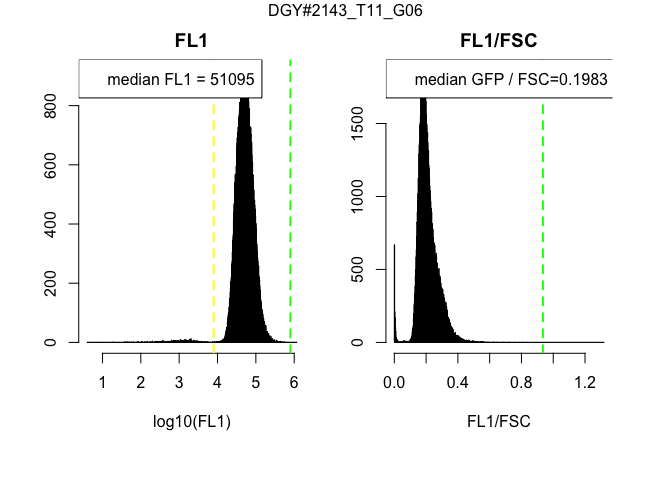 DGY#2143_T11_G06
FL1
median FL1 = 51095
0 200 400 600 800
1 2 3 4 5 6
log10(FL1)
FL1/FSC
median GFP / FSC=0.1983
0 500 1000 1500
0.0 0.4 0.8 1.2
FL1/FSC